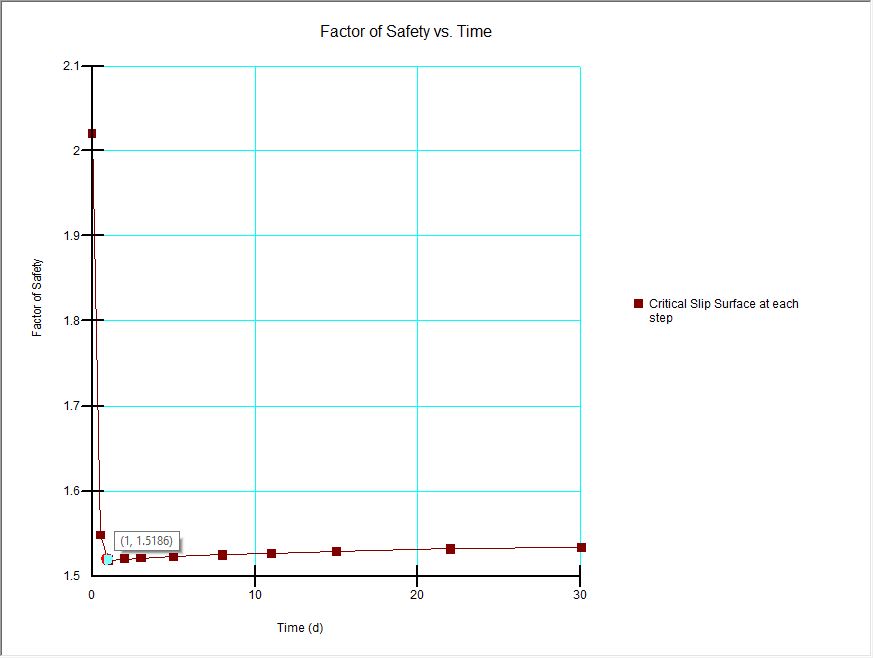 Factor of Safety vs. Time
2.1
2
1.9
1.8
1.7
1.6
1.5
Factor of Safety
(1, 1.5186)
0
10
20
30
Time (d)
Critical Slip Surface at each
step